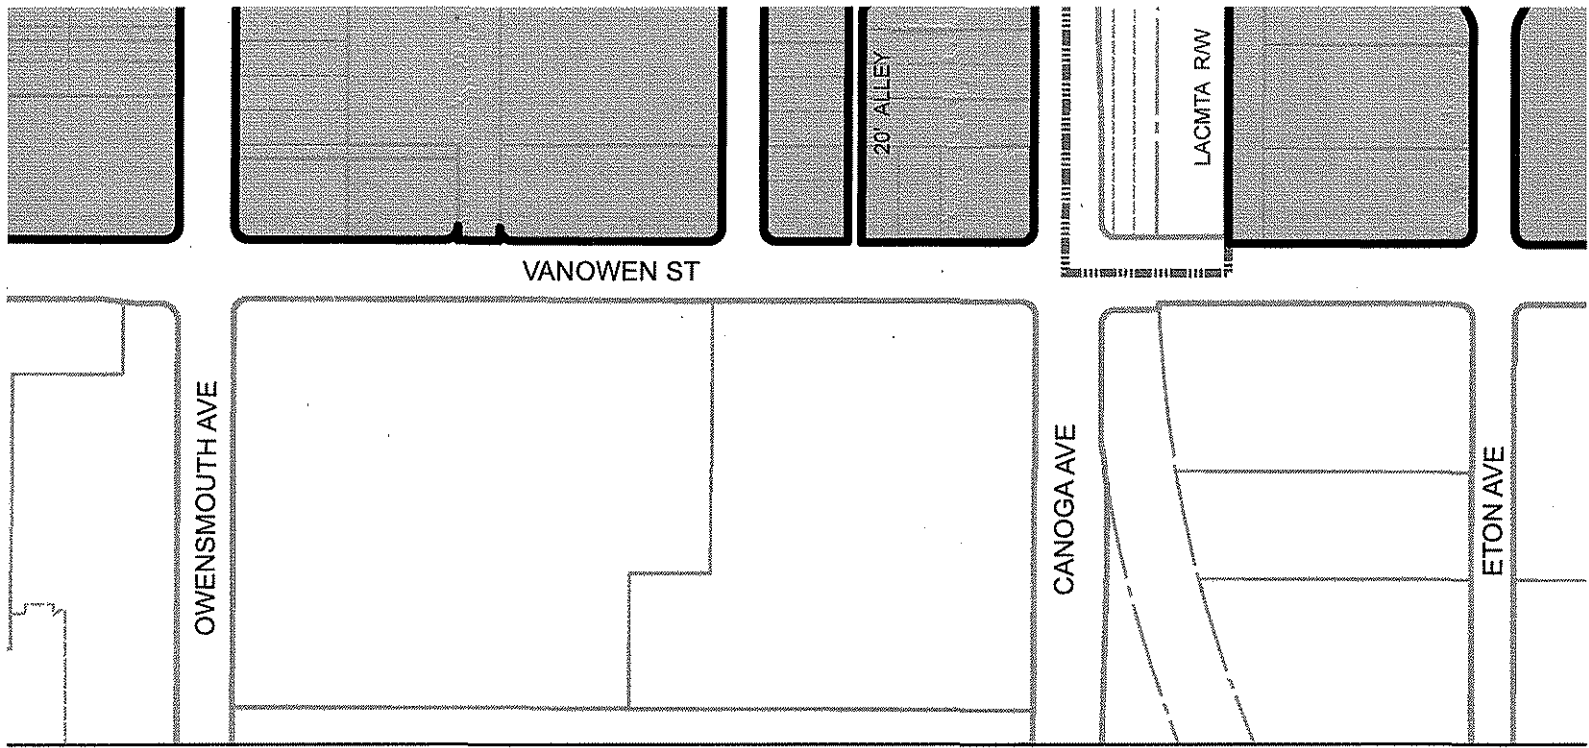 20' ALLEY
LACMTA R/W
VANOWEN ST
OWENSMOUTH AVE
CANOGA AVE
ETON AVE